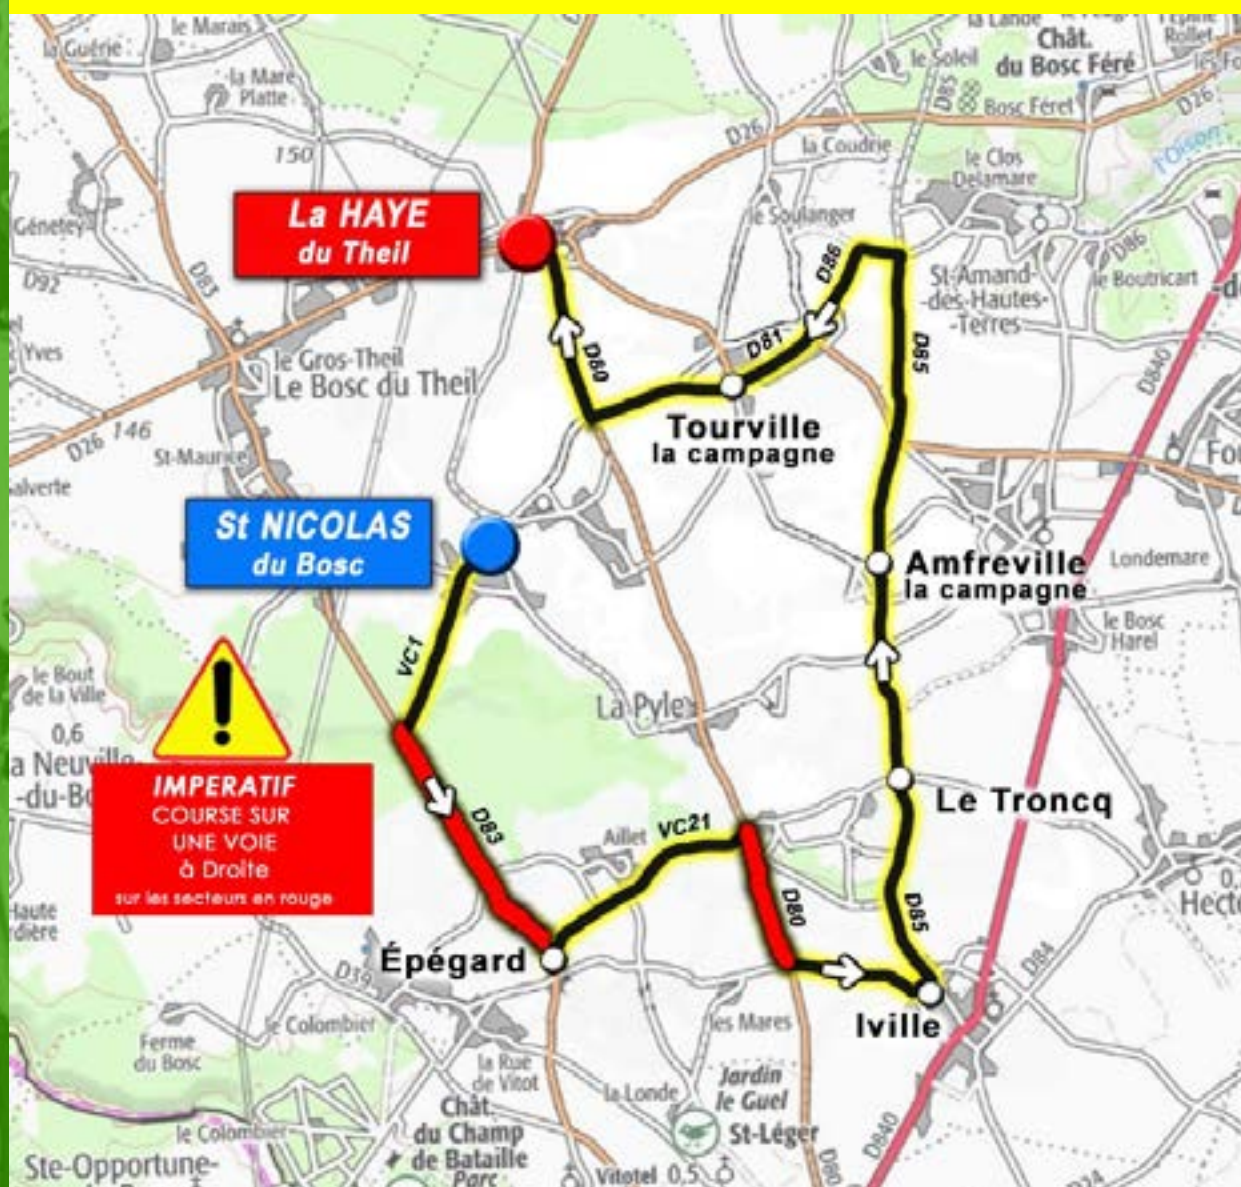 la Guérie
le Marais
la Mare
Platte
150
la Lande
Chât.
du Bosc Féré
le Soleil
D85
Bosc Féret
l'Épine
Rollet
D26
D26
la Coudrie
l'Oison
le Clos
Delamare
Génetey
D92
D83
La HAYE
du Theil
le Soulanger
D86
D86
le Boutricart
St-Amand-
-des-Hautes-
-Terres
D81
D80
D85
D840
Yves
le Gros-Theil
Le Bosc du Theil
D26
146
St-Maurice
Tourville
la campagne
St NICOLAS
du Bosc
Amfreville
la campagne
Londemare
le Bosc
Harel
VC1
le Bout
de la Ville
0,6
La Pyle
IMPERATIF
COURSE SUR
UNE VOIE
à Droite
sur les secteurs en rouge
D83
Aillet
VC21
Le Troncq
D80
D85
Épégard
D39
Iville
D84
le Colombier
Ferme
du Bosc
la Rue
de Vitot
les Mares
la Londe
Jardin
le Guel
St-Léger
Chât.
du Champ
de Bataille
Parc
le Colombier
Ste-Opportune-
Vitotel
0,5
D80
D840
D24